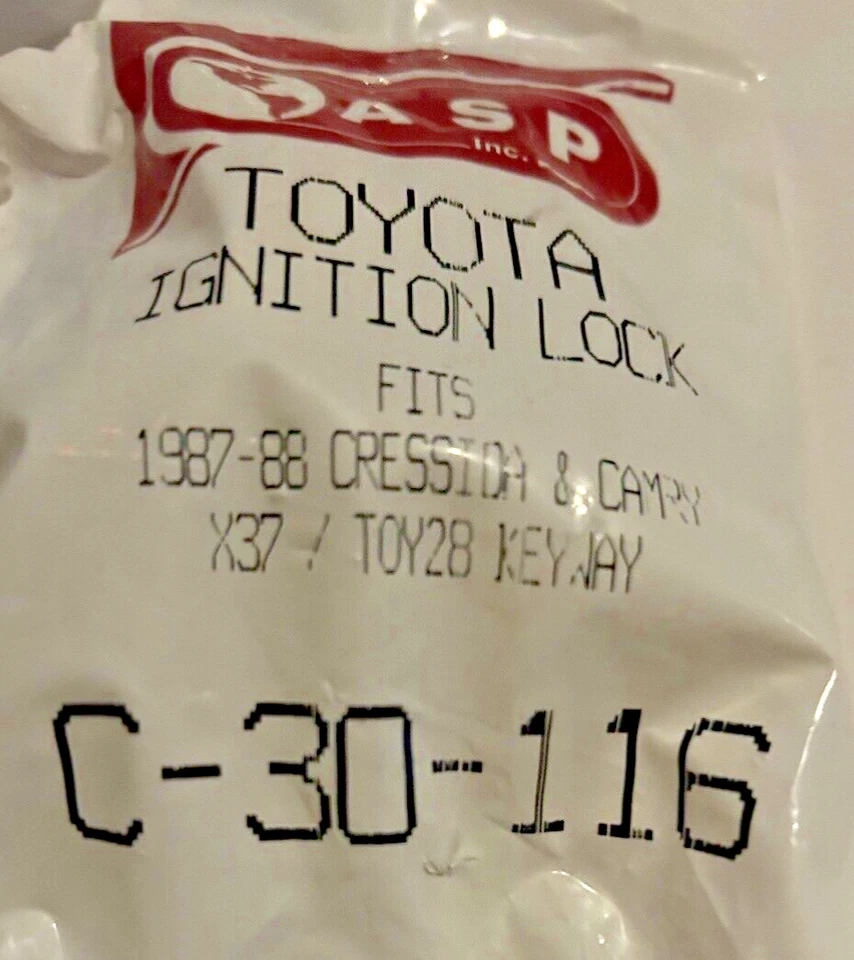 ASP
Inc.
TOYOTA
IGNITION LOCK
FITS
1987-88 CRESSIDA & CAMRY
X37 / TOY28 KEYWAY
C-30-116